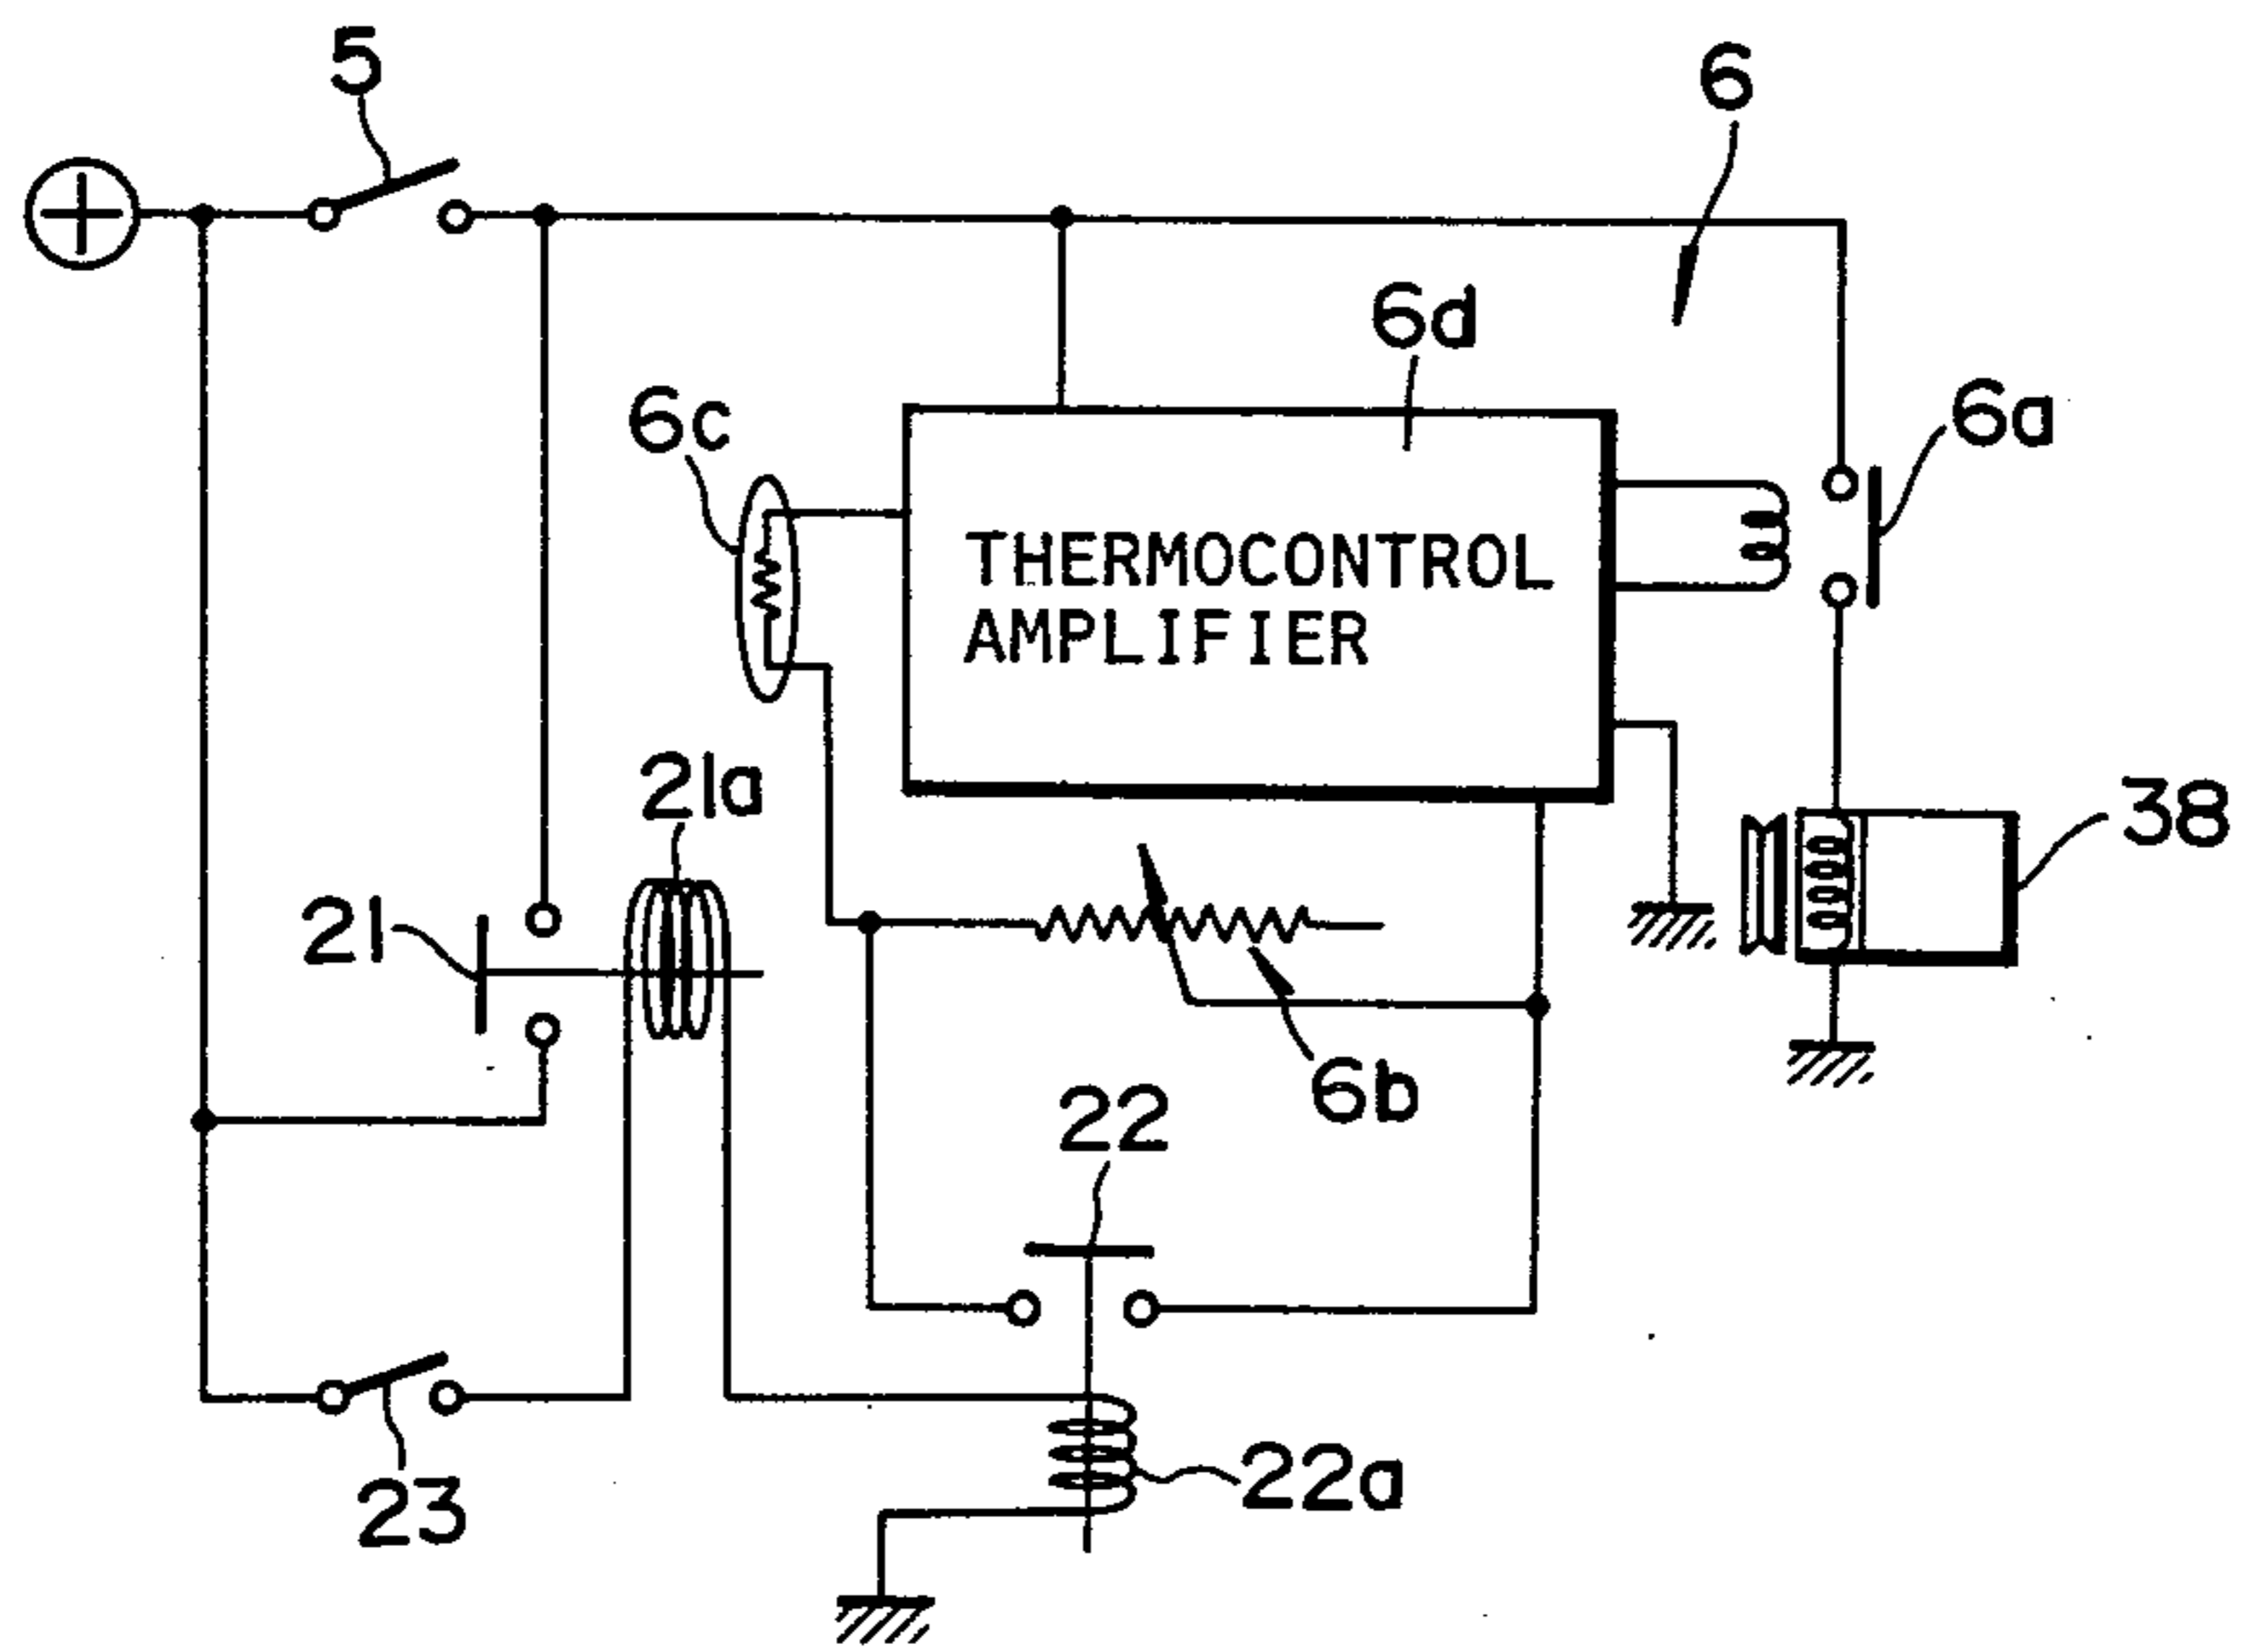 5
6
6d
6c
6a
THERMOCONTROL
AMPLIFIER
21a
38
21
6b
22
22a
23